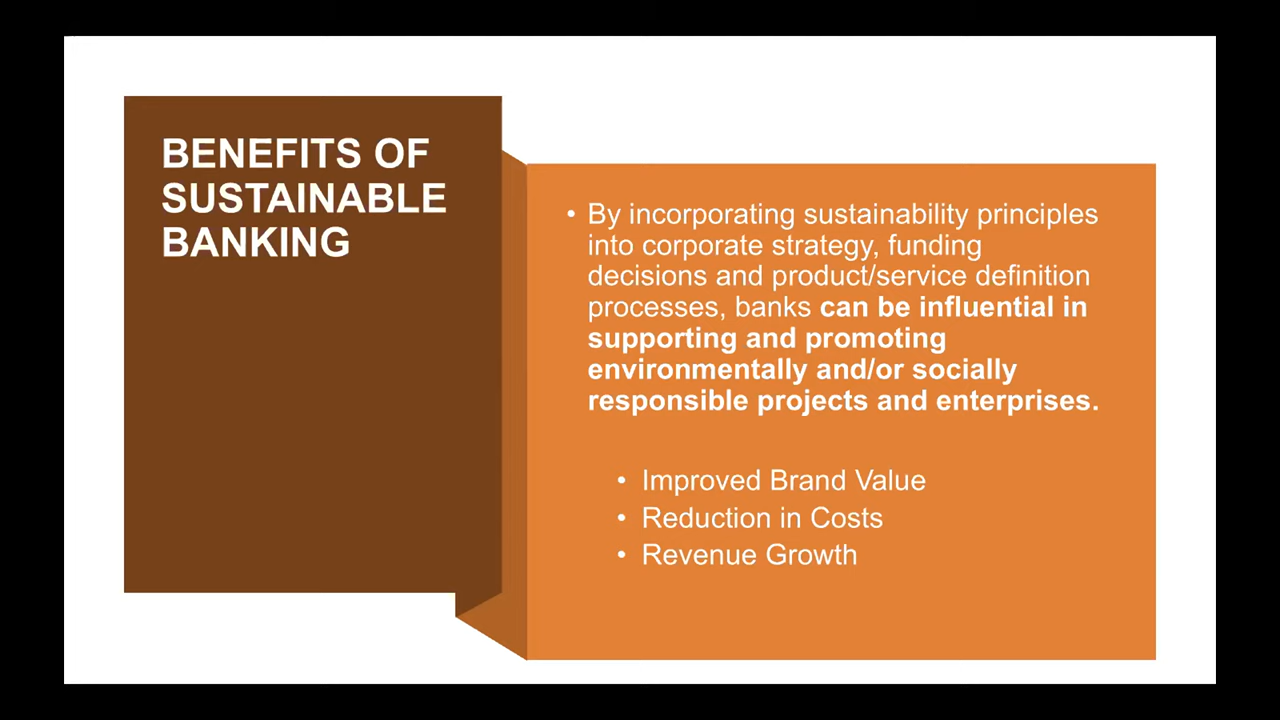 BENEFITS OF
SUSTAINABLE
BANKING
• By incorporating sustainability principles
into corporate strategy, funding
decisions and product/service definition
processes, banks can be influential in
supporting and promoting
environmentally and/or socially
responsible projects and enterprises.
• Improved Brand Value
• Reduction in Costs
• Revenue Growth